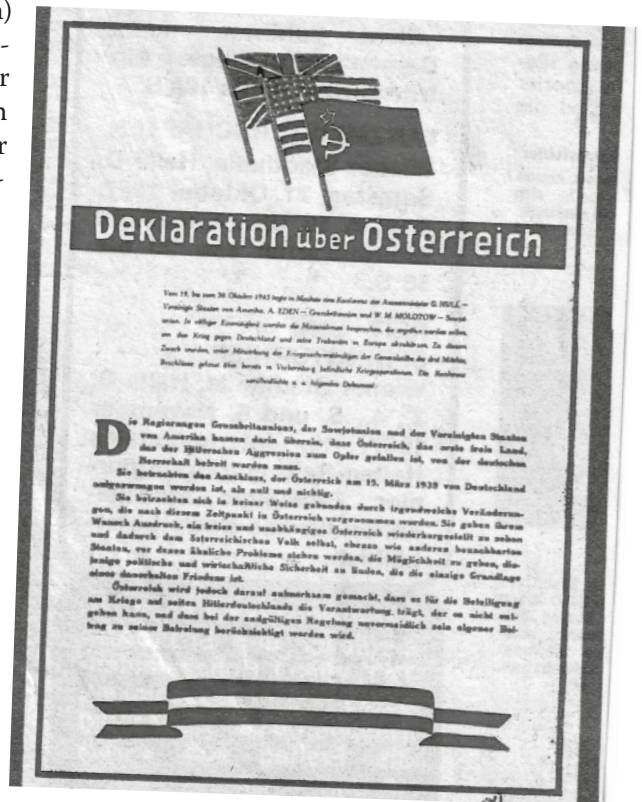 Deklaration über Österreich
Vom 19. bis zum 30. Oktober 1943 tagte in Moskau eine Konferenz der Aussenminister C. HULL —
Vereinigte Staaten von Amerika, A. EDEN — Grossbritannien und W. M. MOLOTOW — Sowjet-
union. In völliger Einmütigkeit wurden die Massnahmen besprochen, die ergriffen werden sollen,
um den Krieg gegen Deutschland und seine Trabanten in Europa abzukürzen. Zu diesem
Zweck wurden, unter Mitwirkung der Kriegssachverständigen der Generalstäbe der drei Mächte,
Beschlüsse gefasst über bereits in Vorbereitung befindliche Kriegsoperationen. Die Konferenz
veröffentlichte u. a. folgendes Dokument:
Die Regierungen Grossbritanniens, der Sowjetunion und der Vereinigten Staaten
von Amerika kamen darin überein, dass Österreich, das erste freie Land,
das der Hitlerschen Aggression zum Opfer gefallen ist, von der deutschen
Herrschaft befreit werden muss.
Sie betrachten den Anschluss, der Österreich am 15. März 1938 von Deutschland
aufgezwungen worden ist, als null und nichtig.
Sie betrachten sich in keiner Weise gebunden durch irgendwelche Veränderun-
gen, die nach diesem Zeitpunkt in Österreich vorgenommen wurden. Sie geben ihrem
Wunsch Ausdruck, ein freies und unabhängiges Österreich wiederhergestellt zu sehen
und dadurch dem österreichischen Volk selbst, ebenso wie anderen benachbarten
Staaten, vor denen ähnliche Probleme stehen werden, die Möglichkeit zu geben, die-
jenige politische und wirtschaftliche Sicherheit zu finden, die die einzige Grundlage
eines dauerhaften Friedens ist.
Österreich wird jedoch darauf aufmerksam gemacht, dass es für die Beteiligung
am Kriege auf seiten Hitlerdeutschlands die Verantwortung trägt, der es nicht ent-
gehen kann, und dass bei der endgültigen Regelung unvermeidlich sein eigener Bei-
trag zu seiner Befreiung berücksichtigt werden wird.